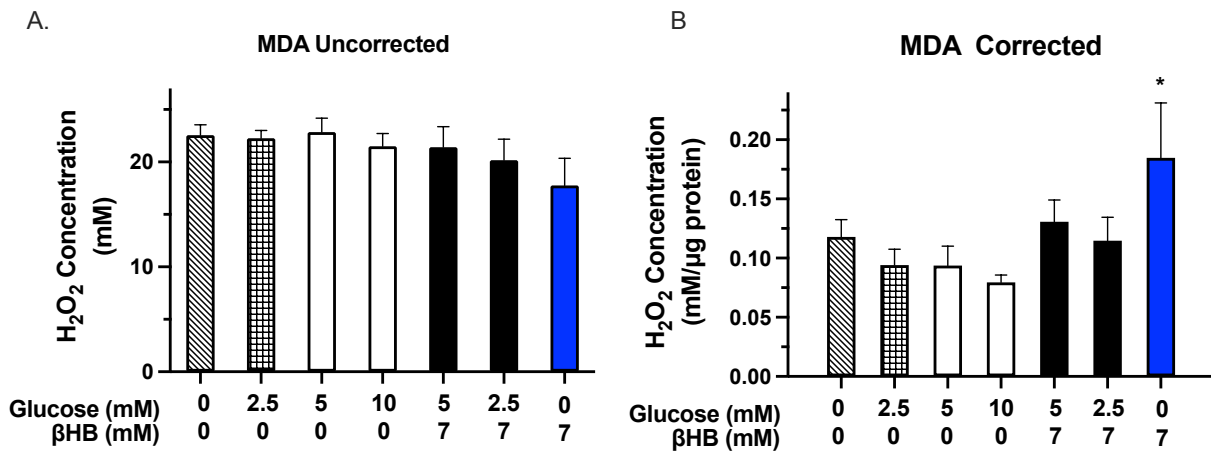 A.
MDA Uncorrected
H₂O₂ Concentration
(mM)
20
10
0
Glucose (mM) 0 2.5 5 10 5 2.5 0
βHB (mM) 0 0 0 0 7 7 7
B
MDA Corrected
*
H₂O₂ Concentration
(mM/µg protein)
0.20
0.15
0.10
0.05
0.00
Glucose (mM) 0 2.5 5 10 5 2.5 0
βHB (mM) 0 0 0 0 7 7 7